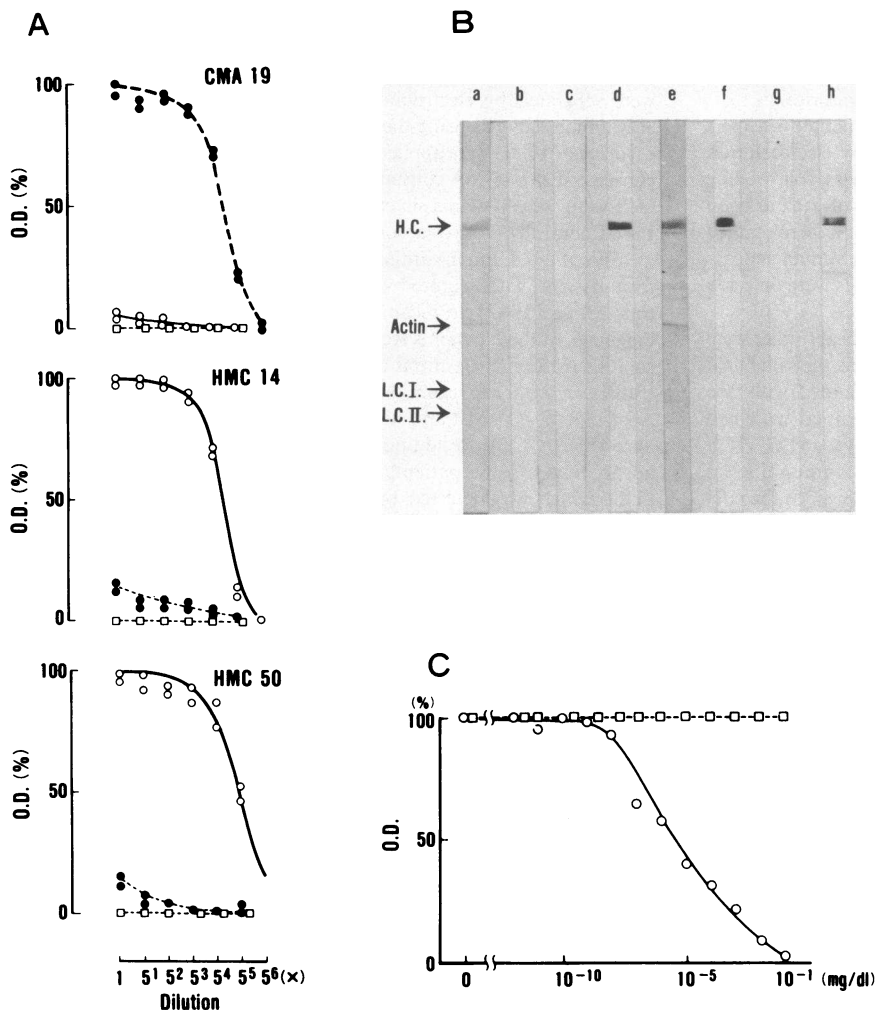 A
CMA 19
100
50
0
O.D. (%)
HMC 14
100
50
0
O.D. (%)
HMC 50
100
50
0
O.D. (%)
1 5¹ 5² 5³ 5⁴ 5⁵ 5⁶ (×)
Dilution
B
a b c d e f g h
H.C.
Actin
L.C.I.
L.C.II.
C
(%)
100
50
0
O.D.
0 10⁻¹⁰ 10⁻⁵ 10⁻¹ (mg/dl)